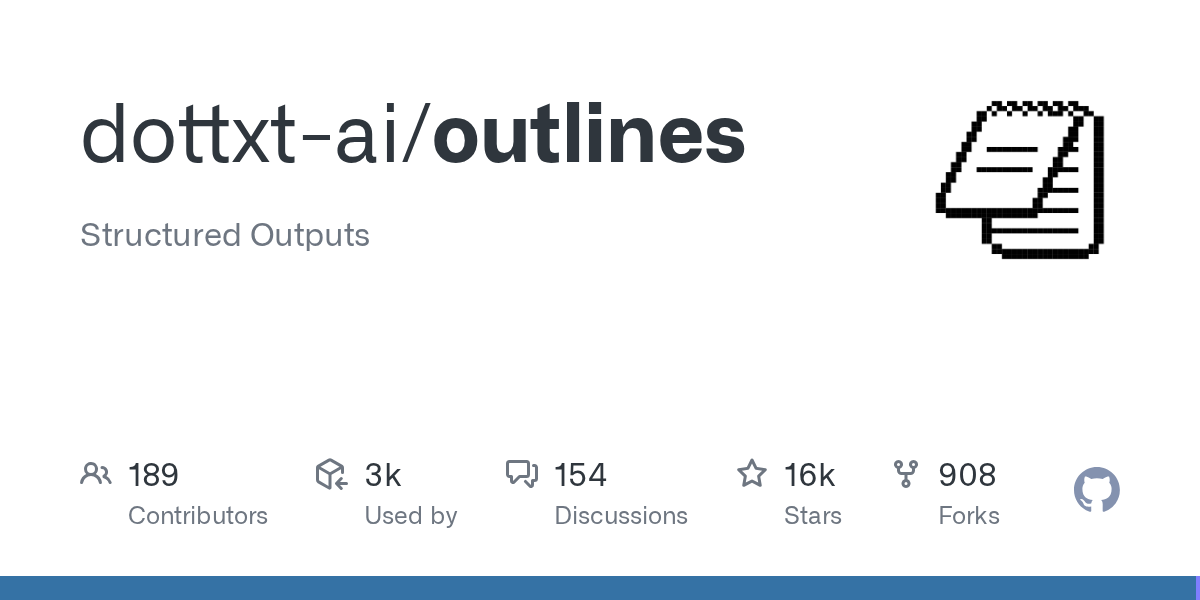 dottxt-ai/outlines
Structured Outputs
189 3k 154 16k 908
Contributors Used by Discussions Stars Forks